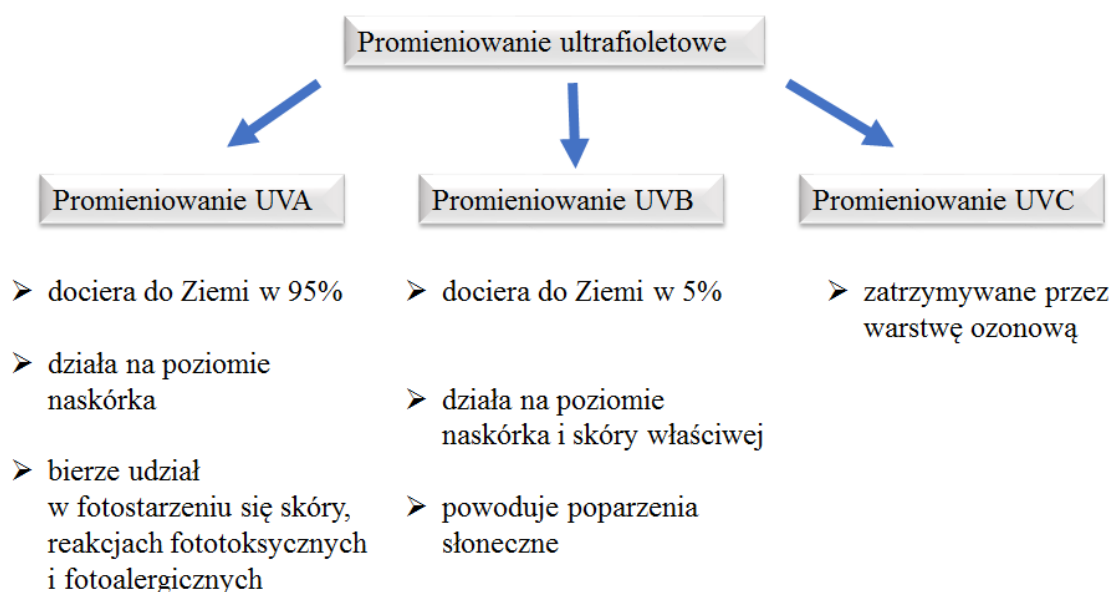 Promieniowanie ultrafioletowe
Promieniowanie UVA
➢ dociera do Ziemi w 95%
➢ działa na poziomie
naskórka
➢ bierze udział
w fotostarzeniu się skóry,
reakcjach fototoksycznych
i fotoalergicznych
Promieniowanie UVB
➢ dociera do Ziemi w 5%
➢ działa na poziomie
naskórka i skóry właściwej
➢ powoduje poparzenia
słoneczne
Promieniowanie UVC
➢ zatrzymywane przez
warstwę ozonową